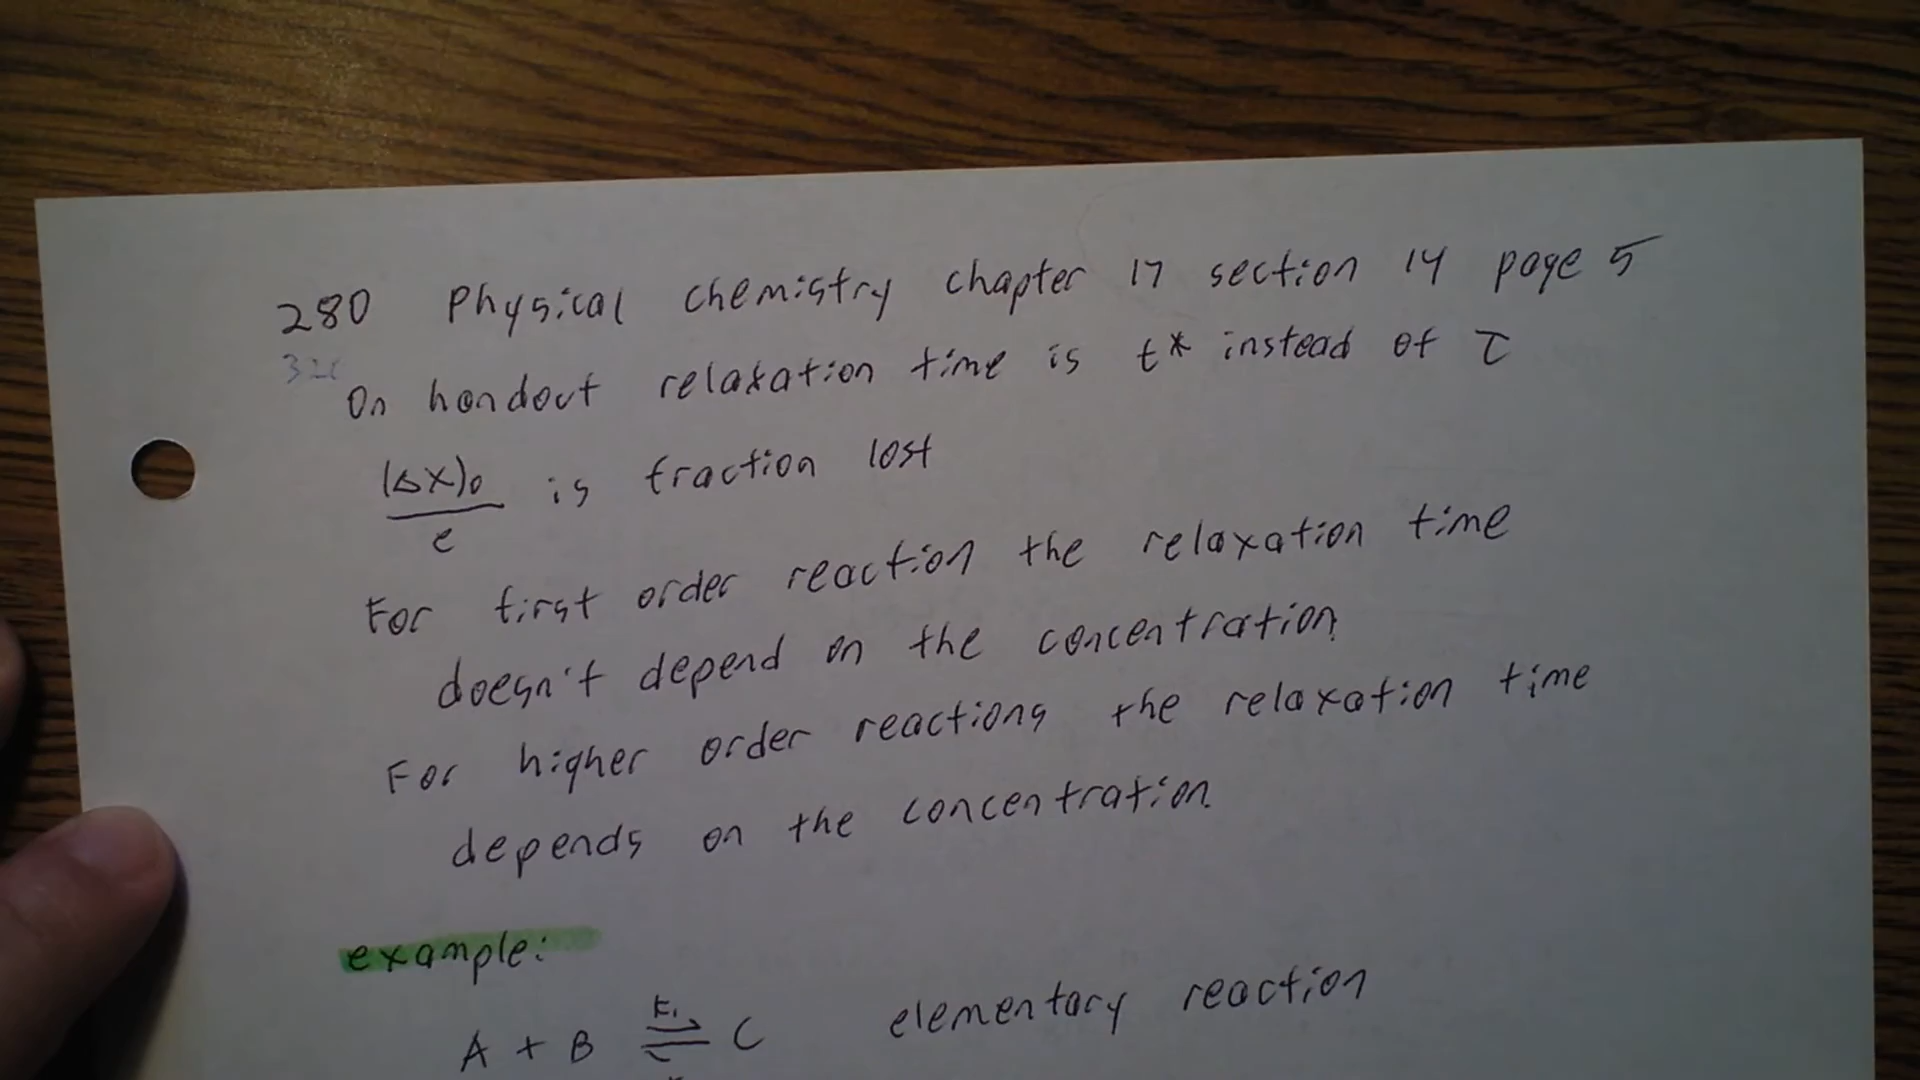 280 Physical chemistry chapter 17 section 14 page 5
On handout relaxation time is t* instead of τ
(Δx)₀
/e is fraction lost
For first order reaction the relaxation time
doesn't depend on the concentration.
For higher order reactions the relaxation time
depends on the concentration.
example:
k₁
A + B ⇌ C elementary reaction